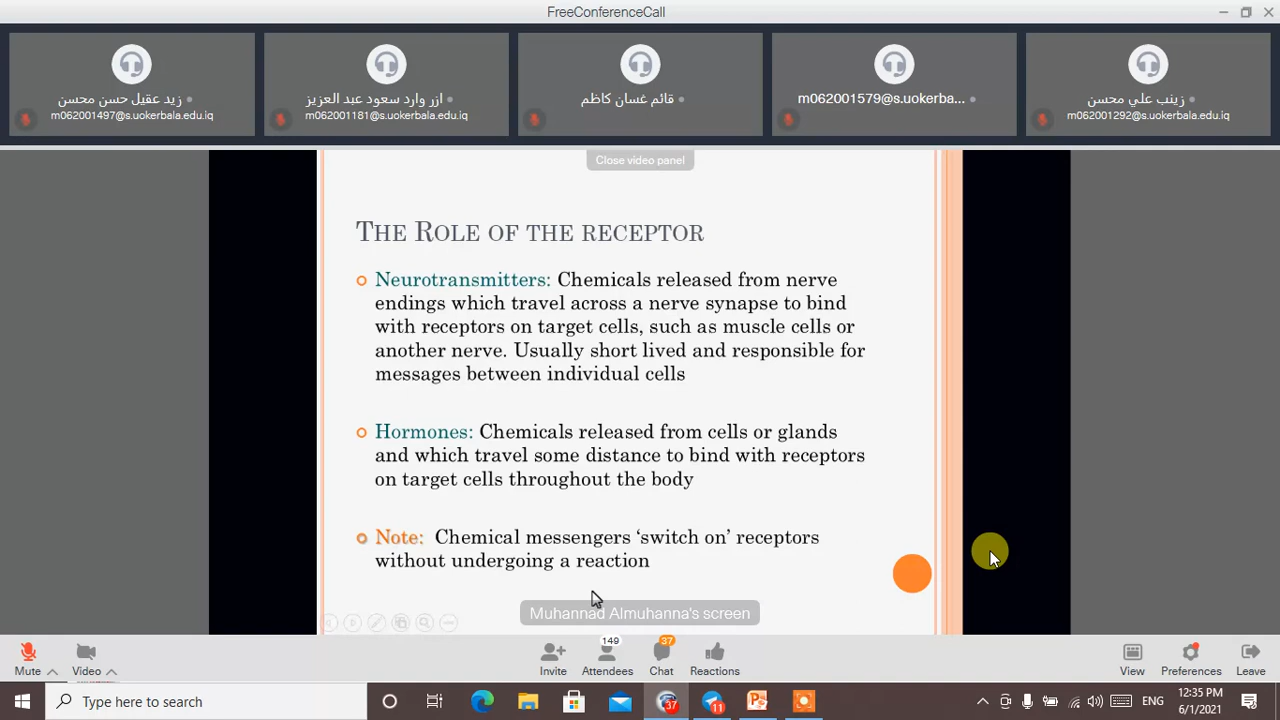 FreeConferenceCall
زيد عقيل حسن محسن
m062001497@s.uokerbala.edu.iq
ازر وارد سعود عبد العزيز
m062001181@s.uokerbala.edu.iq
قائم غسان كاظم
m062001579@s.uokerba...
زينب علي محسن
m062001292@s.uokerbala.edu.iq
Close video panel
THE ROLE OF THE RECEPTOR
Neurotransmitters: Chemicals released from nerve
endings which travel across a nerve synapse to bind
with receptors on target cells, such as muscle cells or
another nerve. Usually short lived and responsible for
messages between individual cells
Hormones: Chemicals released from cells or glands
and which travel some distance to bind with receptors
on target cells throughout the body
Note: Chemical messengers ‘switch on’ receptors
without undergoing a reaction
Muhannad Almuhanna's screen
Mute
Video
Invite
149
Attendees
37
Chat
Reactions
View
Preferences
Leave
Type here to search
37
11
ENG
12:35 PM
6/1/2021